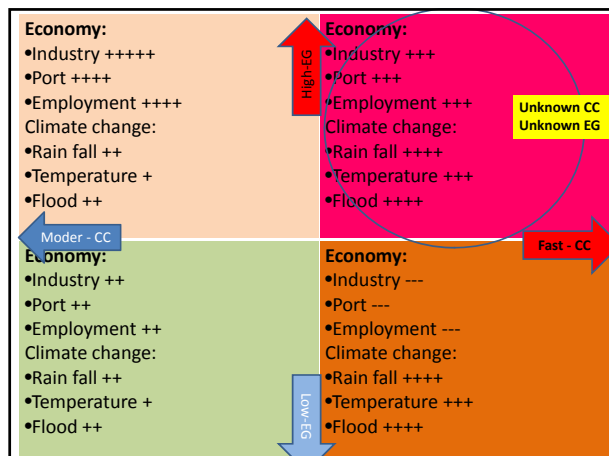 Economy:
•Industry +++++
•Port ++++
•Employment ++++
Climate change:
•Rain fall ++
•Temperature +
•Flood ++
High-EG
Economy:
•Industry +++
•Port +++
•Employment +++
Climate change:
•Rain fall ++++
•Temperature +++
•Flood ++++
Unknown CC
Unknown EG
Moder - CC
Fast - CC
Economy:
•Industry ++
•Port ++
•Employment ++
Climate change:
•Rain fall ++
•Temperature +
•Flood ++
Low-EG
Economy:
•Industry ---
•Port ---
•Employment ---
Climate change:
•Rain fall ++++
•Temperature +++
•Flood ++++